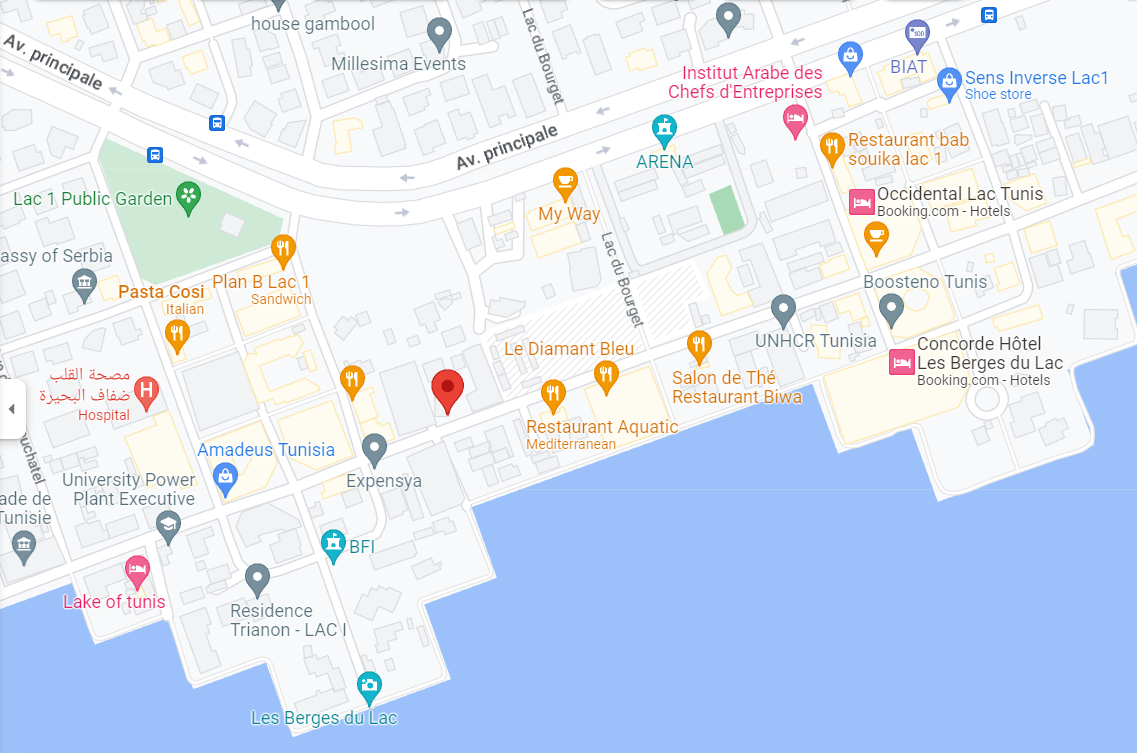 house gambool
Millesima Events
Av. principale
Lac du Bourget
BIAT
Institut Arabe des
Chefs d'Entreprises
Sens Inverse Lac1
Shoe store
Av. principale
ARENA
Restaurant bab
souika lac 1
Lac 1 Public Garden
My Way
Occidental Lac Tunis
Booking.com - Hotels
assy of Serbia
Plan B Lac 1
Sandwich
Lac du Bourget
Boosteno Tunis
Pasta Cosi
Italian
UNHCR Tunisia
Le Diamant Bleu
Concorde Hôtel
Les Berges du Lac
Booking.com - Hotels
مصحة القلب
ضفاف البحيرة
Hospital
Salon de Thé
Restaurant Biwa
Restaurant Aquatic
Mediterranean
Amadeus Tunisia
uchatel
University Power
Plant Executive
Expensya
ade de
Tunisie
BFI
Lake of tunis
Residence
Trianon - LAC I
Les Berges du Lac